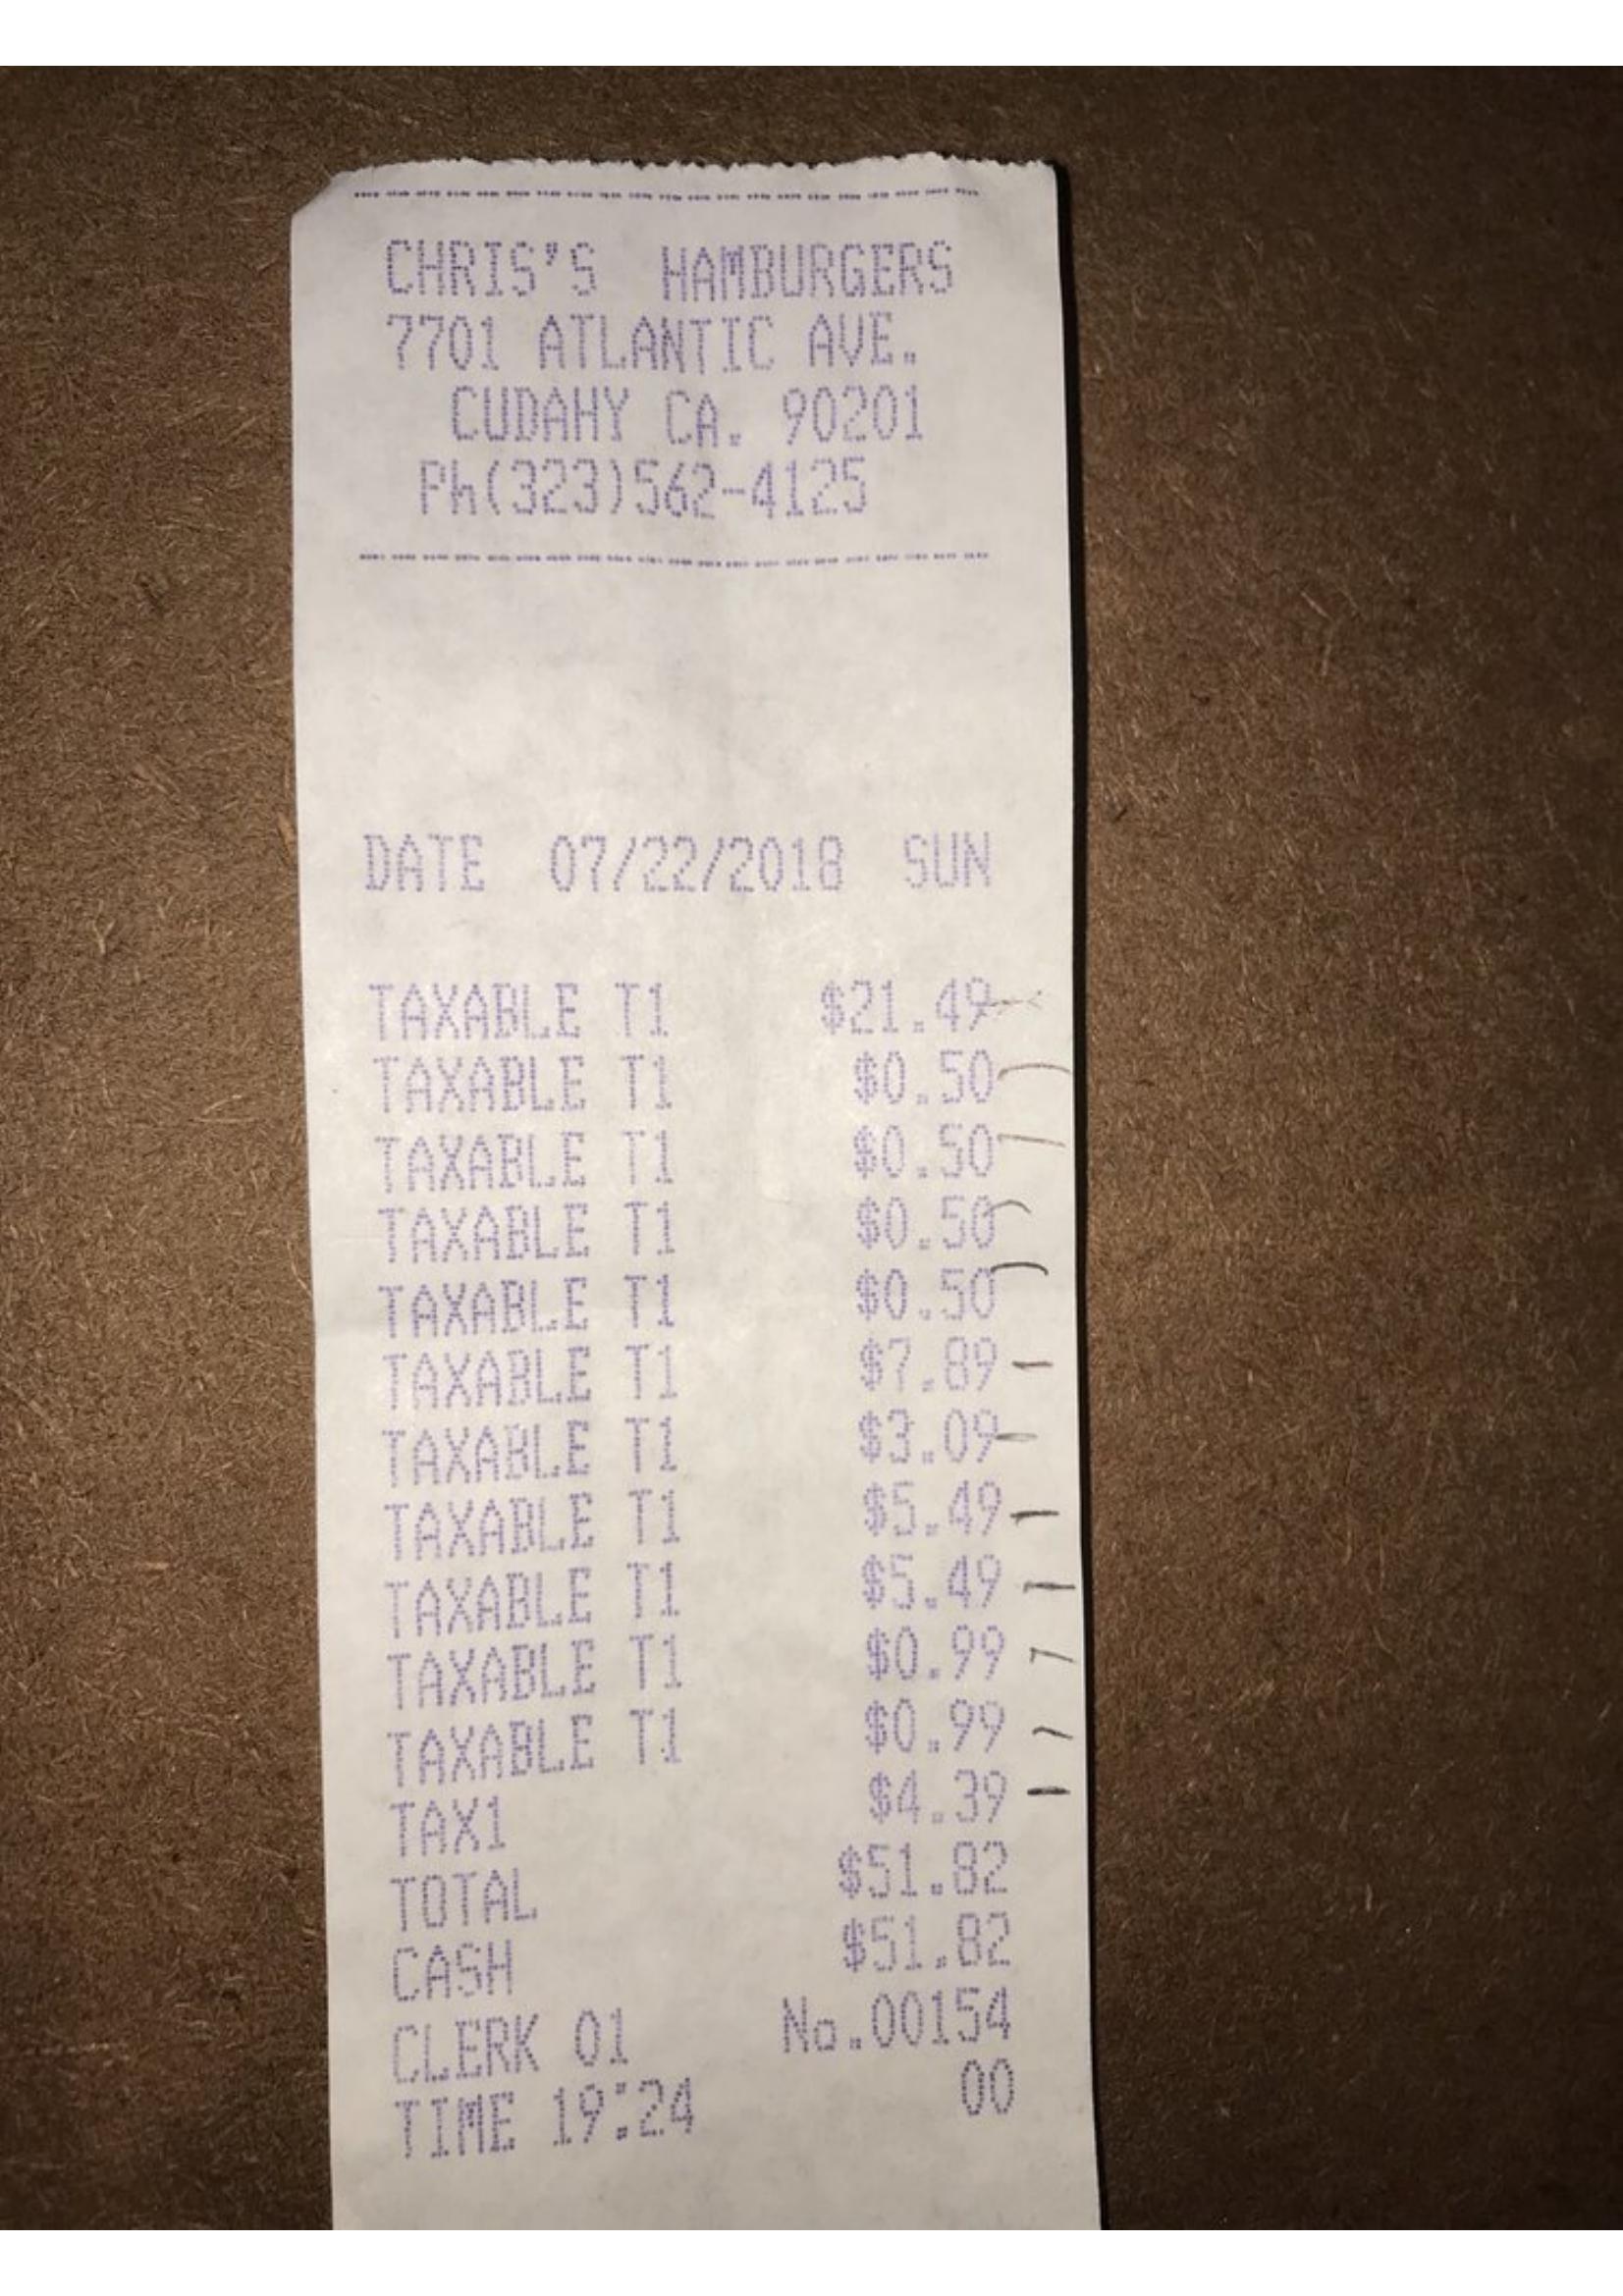 CHRIS'S HAMBURGERS
7701 ATLANTIC AVE.
CUDAHY CA. 90201
Ph(323)562-4125
DATE 07/22/2018 SUN
TAXABLE T1 $21.49
TAXABLE T1 $0.50
TAXABLE T1 $0.50
TAXABLE T1 $0.50
TAXABLE T1 $0.50
TAXABLE T1 $7.89
TAXABLE T1 $3.09
TAXABLE T1 $5.49
TAXABLE T1 $5.49
TAXABLE T1 $0.99
TAXABLE T1 $0.99
TAX1 $4.39
TOTAL $51.82
CASH $51.82
CLERK 01 No.00154
TIME 19:24 00